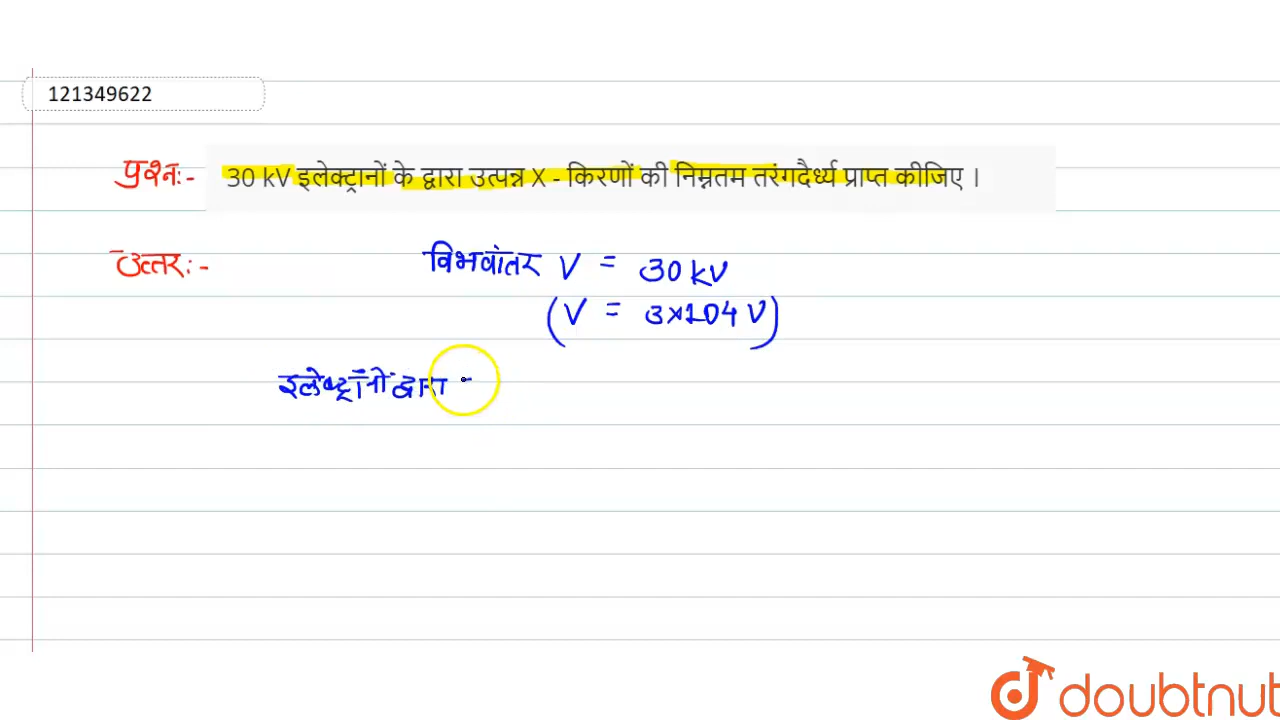 121349622
प्रश्न:- 30 kV इलेक्ट्रानों के द्वारा उत्पन्न X - किरणों की निम्नतम तरंगदैर्ध्य प्राप्त कीजिए ।
उत्तर:- विभवांतर V = 30 kV
(V = 3×104 V)
इलेक्ट्रॉनों द्वारा
doubtnut